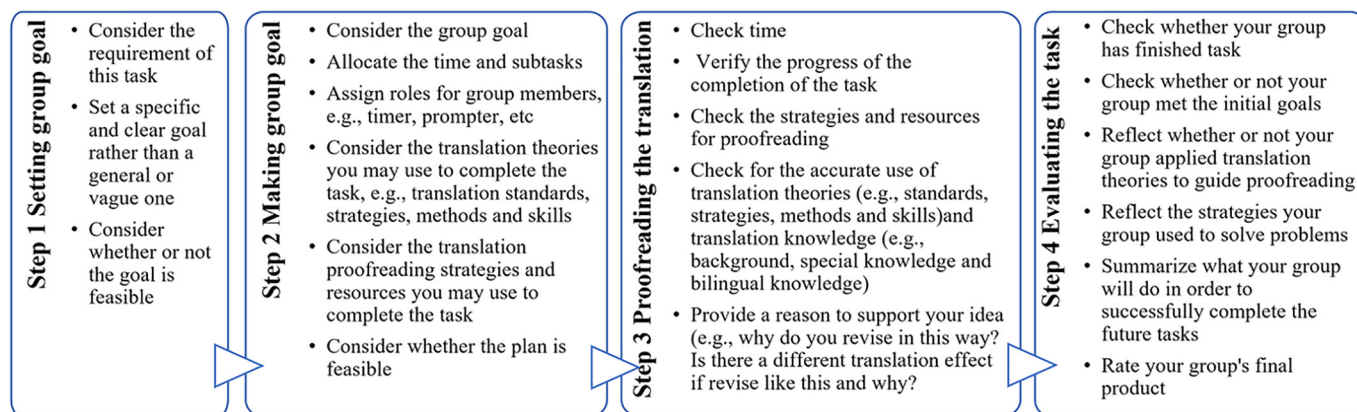 Step 1 Setting group goal
• Consider the
requirement of
this task
• Set a specific
and clear goal
rather than a
general or
vague one
• Consider
whether or not
the goal is
feasible
Step 2 Making group goal
• Consider the group goal
• Allocate the time and subtasks
• Assign roles for group members,
e.g., timer, prompter, etc
• Consider the translation theories
you may use to complete the
task, e.g., translation standards,
strategies, methods and skills
• Consider the translation
proofreading strategies and
resources you may use to
complete the task
• Consider whether the plan is
feasible
Step 3 Proofreading the translation
• Check time
• Verify the progress of the
completion of the task
• Check the strategies and resources
for proofreading
• Check for the accurate use of
translation theories (e.g., standards,
strategies, methods and skills)and
translation knowledge (e.g.,
background, special knowledge and
bilingual knowledge)
• Provide a reason to support your idea
(e.g., why do you revise in this way?
Is there a different translation effect
if revise like this and why?
Step 4 Evaluating the task
• Check whether your group
has finished task
• Check whether or not your
group met the initial goals
• Reflect whether or not your
group applied translation
theories to guide proofreading
• Reflect the strategies your
group used to solve problems
• Summarize what your group
will do in order to
successfully complete the
future tasks
• Rate your group's final
product